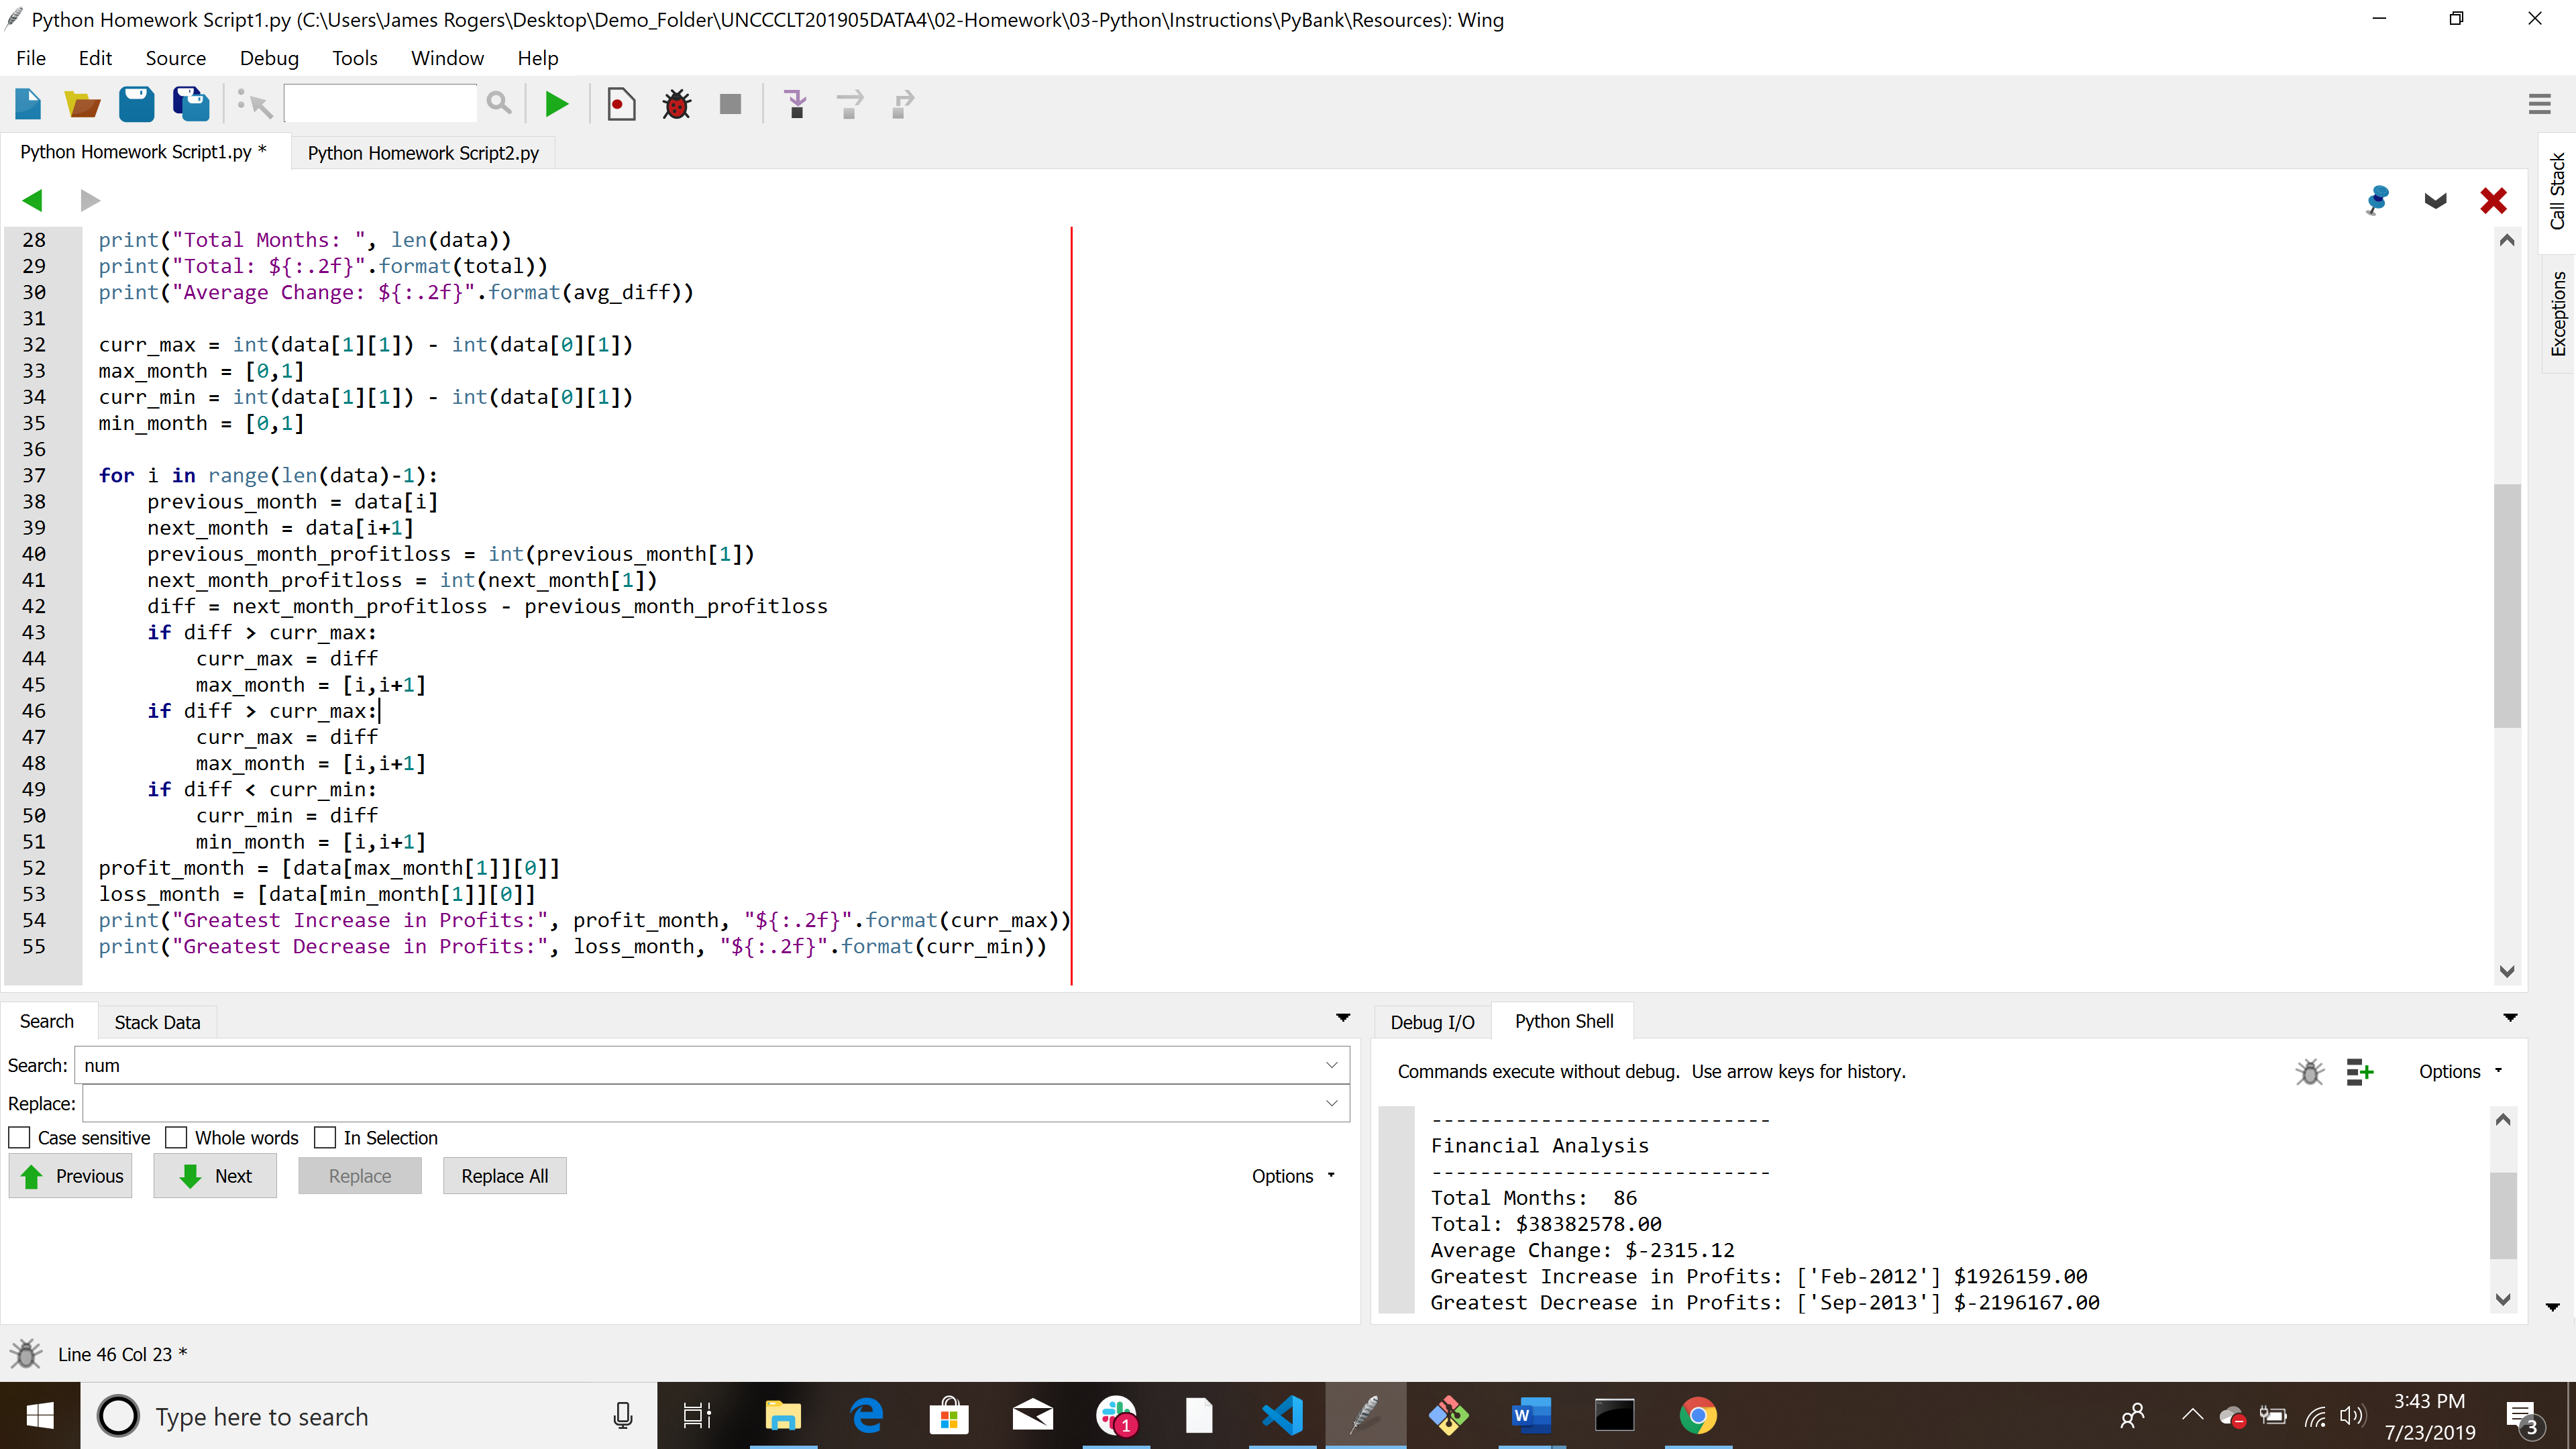 Python Homework Script1.py (C:\Users\James Rogers\Desktop\Demo_Folder\UNCCCLT201905DATA4\02-Homework\03-Python\Instructions\PyBank\Resources): Wing
File Edit Source Debug Tools Window Help
Python Homework Script1.py * Python Homework Script2.py
Call Stack
Exceptions
28 print("Total Months: ", len(data))
29 print("Total: ${:.2f}".format(total))
30 print("Average Change: ${:.2f}".format(avg_diff))
31
32 curr_max = int(data[1][1]) - int(data[0][1])
33 max_month = [0,1]
34 curr_min = int(data[1][1]) - int(data[0][1])
35 min_month = [0,1]
36
37 for i in range(len(data)-1):
38     previous_month = data[i]
39     next_month = data[i+1]
40     previous_month_profitloss = int(previous_month[1])
41     next_month_profitloss = int(next_month[1])
42     diff = next_month_profitloss - previous_month_profitloss
43     if diff > curr_max:
44         curr_max = diff
45         max_month = [i,i+1]
46     if diff > curr_max:
47         curr_max = diff
48         max_month = [i,i+1]
49     if diff < curr_min:
50         curr_min = diff
51         min_month = [i,i+1]
52 profit_month = [data[max_month[1]][0]]
53 loss_month = [data[min_month[1]][0]]
54 print("Greatest Increase in Profits:", profit_month, "${:.2f}".format(curr_max))
55 print("Greatest Decrease in Profits:", loss_month, "${:.2f}".format(curr_min))
Search Stack Data
Search: num
Replace:
Case sensitive Whole words In Selection
Previous Next Replace Replace All Options
Debug I/O Python Shell
Commands execute without debug. Use arrow keys for history. Options
----------------------------
Financial Analysis
----------------------------
Total Months:  86
Total: $38382578.00
Average Change: $-2315.12
Greatest Increase in Profits: ['Feb-2012'] $1926159.00
Greatest Decrease in Profits: ['Sep-2013'] $-2196167.00
Line 46 Col 23 *
Type here to search
1
W
3:43 PM
7/23/2019
3